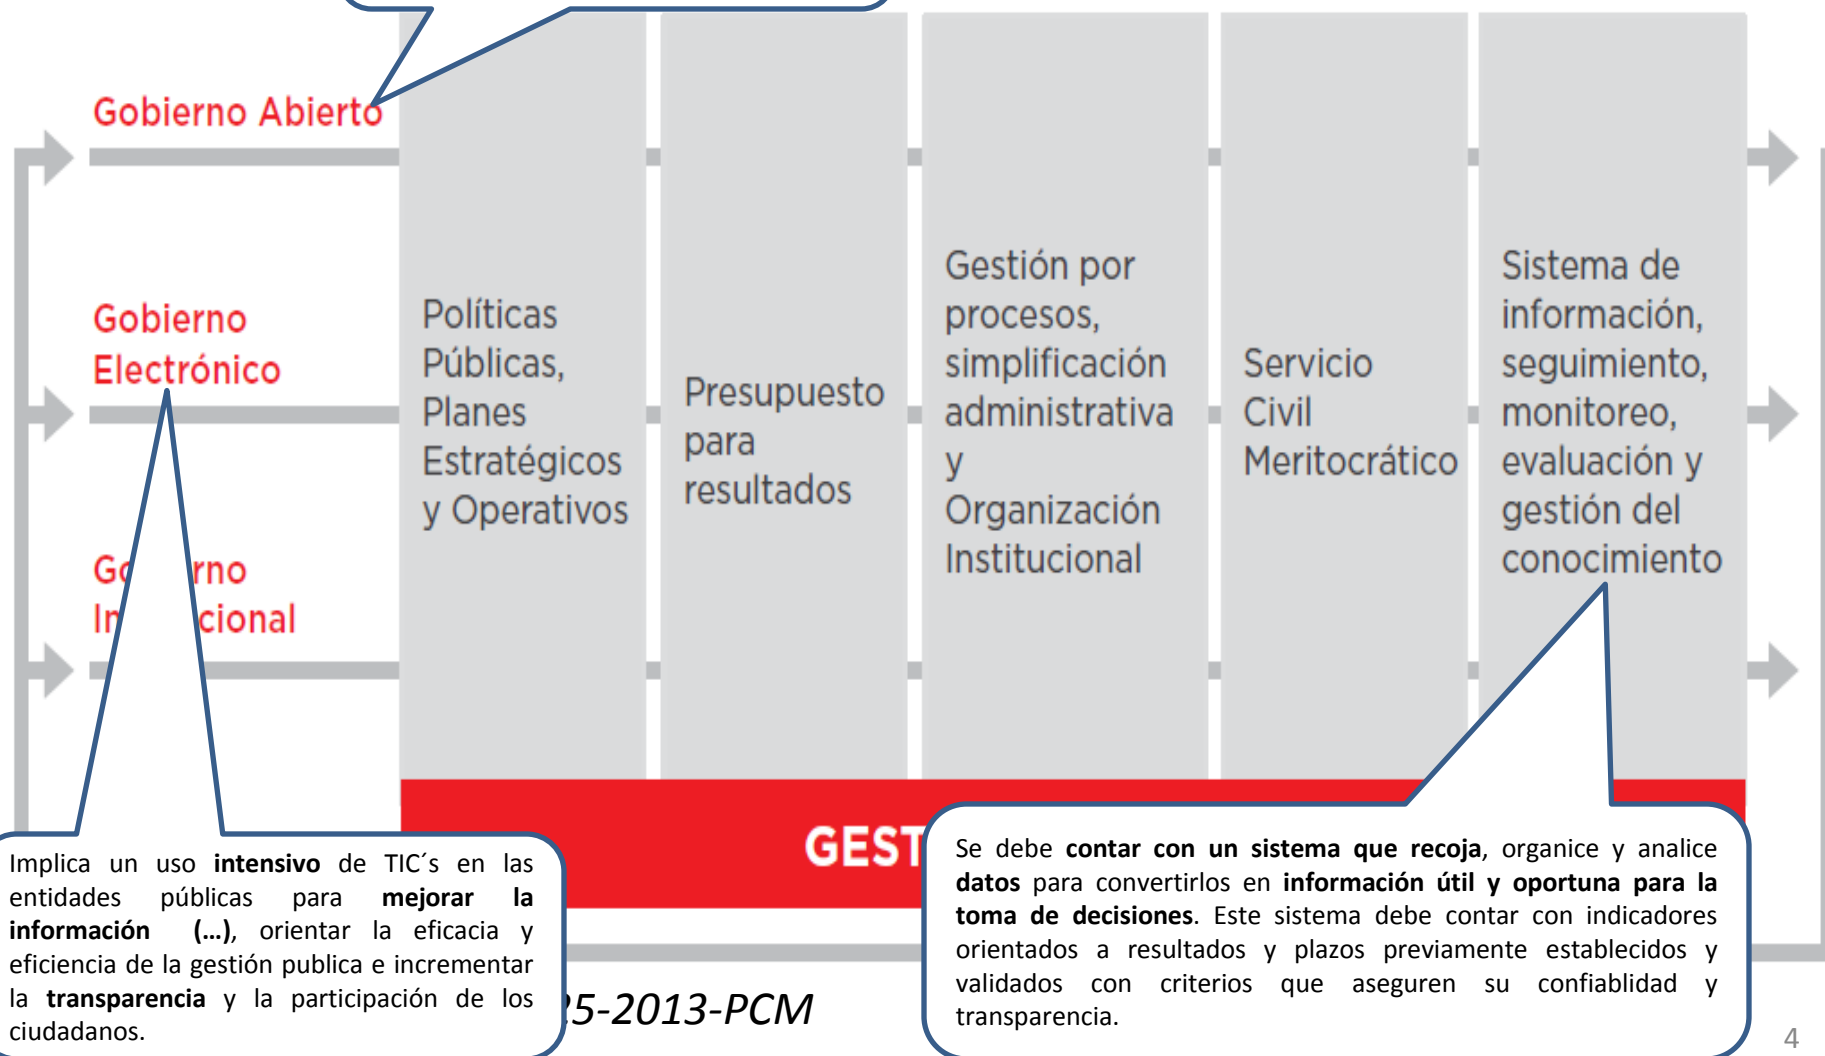 Gobierno Abierto
Gobierno
Electrónico
Políticas
Públicas,
Planes
Estratégicos
y Operativos
Presupuesto
para
resultados
Gestión por
procesos,
simplificación
administrativa
y
Organización
Institucional
Servicio
Civil
Meritocrático
Sistema de
información,
seguimiento,
monitoreo,
evaluación y
gestión del
conocimiento
Implica un uso intensivo de TIC´s en las
entidades públicas para mejorar la
información (...), orientar la eficacia y
eficiencia de la gestión publica e incrementar
la transparencia y la participación de los
ciudadanos.
Se debe contar con un sistema que recoja, organice y analice
datos para convertirlos en información útil y oportuna para la
toma de decisiones. Este sistema debe contar con indicadores
orientados a resultados y plazos previamente establecidos y
validados con criterios que aseguren su confiablidad y
transparencia.
5-2013-PCM
4